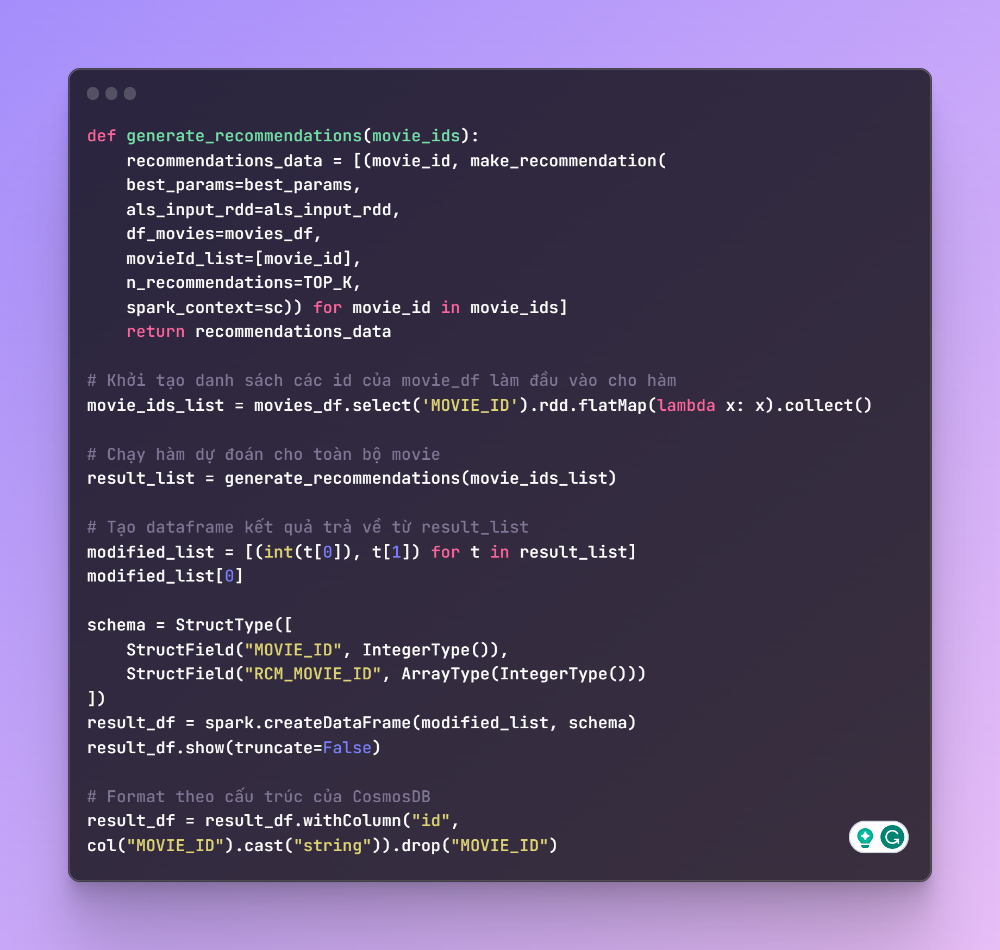 def generate_recommendations(movie_ids):
    recommendations_data = [(movie_id, make_recommendation(
    best_params=best_params,
    als_input_rdd=als_input_rdd,
    df_movies=movies_df,
    movieId_list=[movie_id],
    n_recommendations=TOP_K,
    spark_context=sc)) for movie_id in movie_ids]
    return recommendations_data

# Khởi tạo danh sách các id của movie_df làm đầu vào cho hàm
movie_ids_list = movies_df.select('MOVIE_ID').rdd.flatMap(lambda x: x).collect()

# Chạy hàm dự đoán cho toàn bộ movie
result_list = generate_recommendations(movie_ids_list)

# Tạo dataframe kết quả trả về từ result_list
modified_list = [(int(t[0]), t[1]) for t in result_list]
modified_list[0]

schema = StructType([
    StructField("MOVIE_ID", IntegerType()),
    StructField("RCM_MOVIE_ID", ArrayType(IntegerType()))
])
result_df = spark.createDataFrame(modified_list, schema)
result_df.show(truncate=False)

# Format theo cấu trúc của CosmosDB
result_df = result_df.withColumn("id",
col("MOVIE_ID").cast("string")).drop("MOVIE_ID")